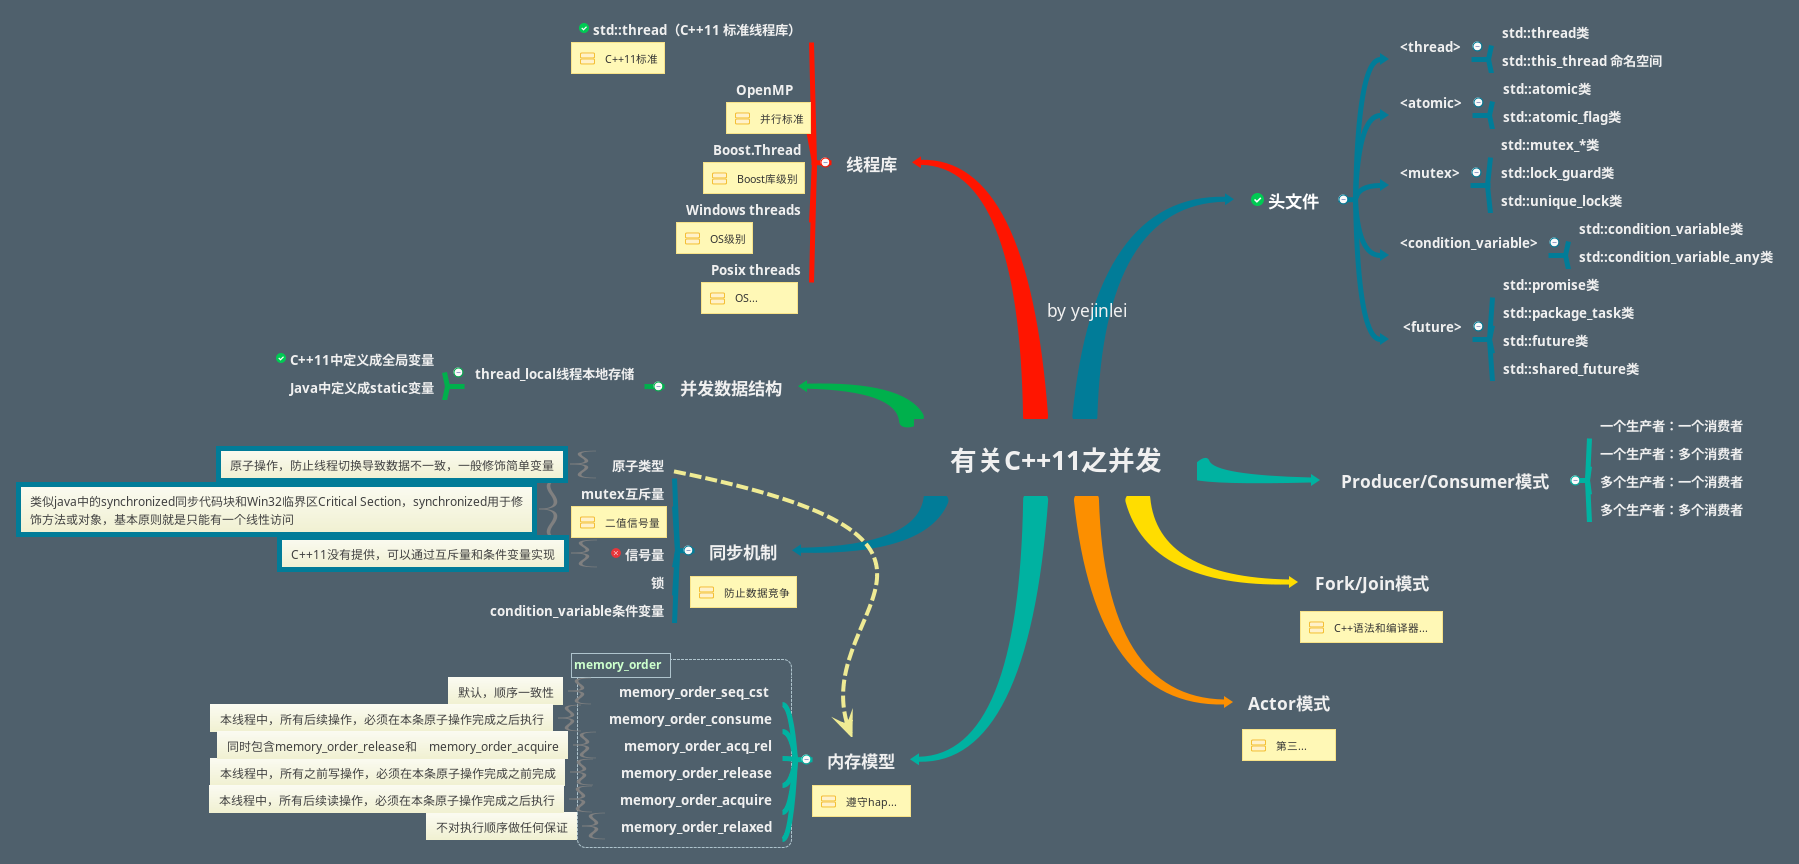 有关C++11之并发
by yejinlei
线程库
std::thread（C++11 标准线程库）
C++11标准
OpenMP
并行标准
Boost.Thread
Boost库级别
Windows threads
OS级别
Posix threads
OS...
并发数据结构
thread_local线程本地存储
C++11中定义成全局变量
Java中定义成static变量
同步机制
防止数据竞争
原子类型
原子操作，防止线程切换导致数据不一致，一般修饰简单变量
mutex互斥量
二值信号量
类似java中的synchronized同步代码块和Win32临界区Critical Section，synchronized用于修
饰方法或对象，基本原则就是只能有一个线性访问
信号量
C++11没有提供，可以通过互斥量和条件变量实现
锁
condition_variable条件变量
内存模型
遵守hap...
memory_order
memory_order_seq_cst
默认，顺序一致性
memory_order_consume
本线程中，所有后续操作，必须在本条原子操作完成之后执行
memory_order_acq_rel
同时包含memory_order_release和 memory_order_acquire
memory_order_release
本线程中，所有之前写操作，必须在本条原子操作完成之前完成
memory_order_acquire
本线程中，所有后续读操作，必须在本条原子操作完成之后执行
memory_order_relaxed
不对执行顺序做任何保证
头文件
<thread>
std::thread类
std::this_thread 命名空间
<atomic>
std::atomic类
std::atomic_flag类
<mutex>
std::mutex_*类
std::lock_guard类
std::unique_lock类
<condition_variable>
std::condition_variable类
std::condition_variable_any类
<future>
std::promise类
std::package_task类
std::future类
std::shared_future类
Producer/Consumer模式
一个生产者：一个消费者
一个生产者：多个消费者
多个生产者：一个消费者
多个生产者：多个消费者
Fork/Join模式
C++语法和编译器...
Actor模式
第三...